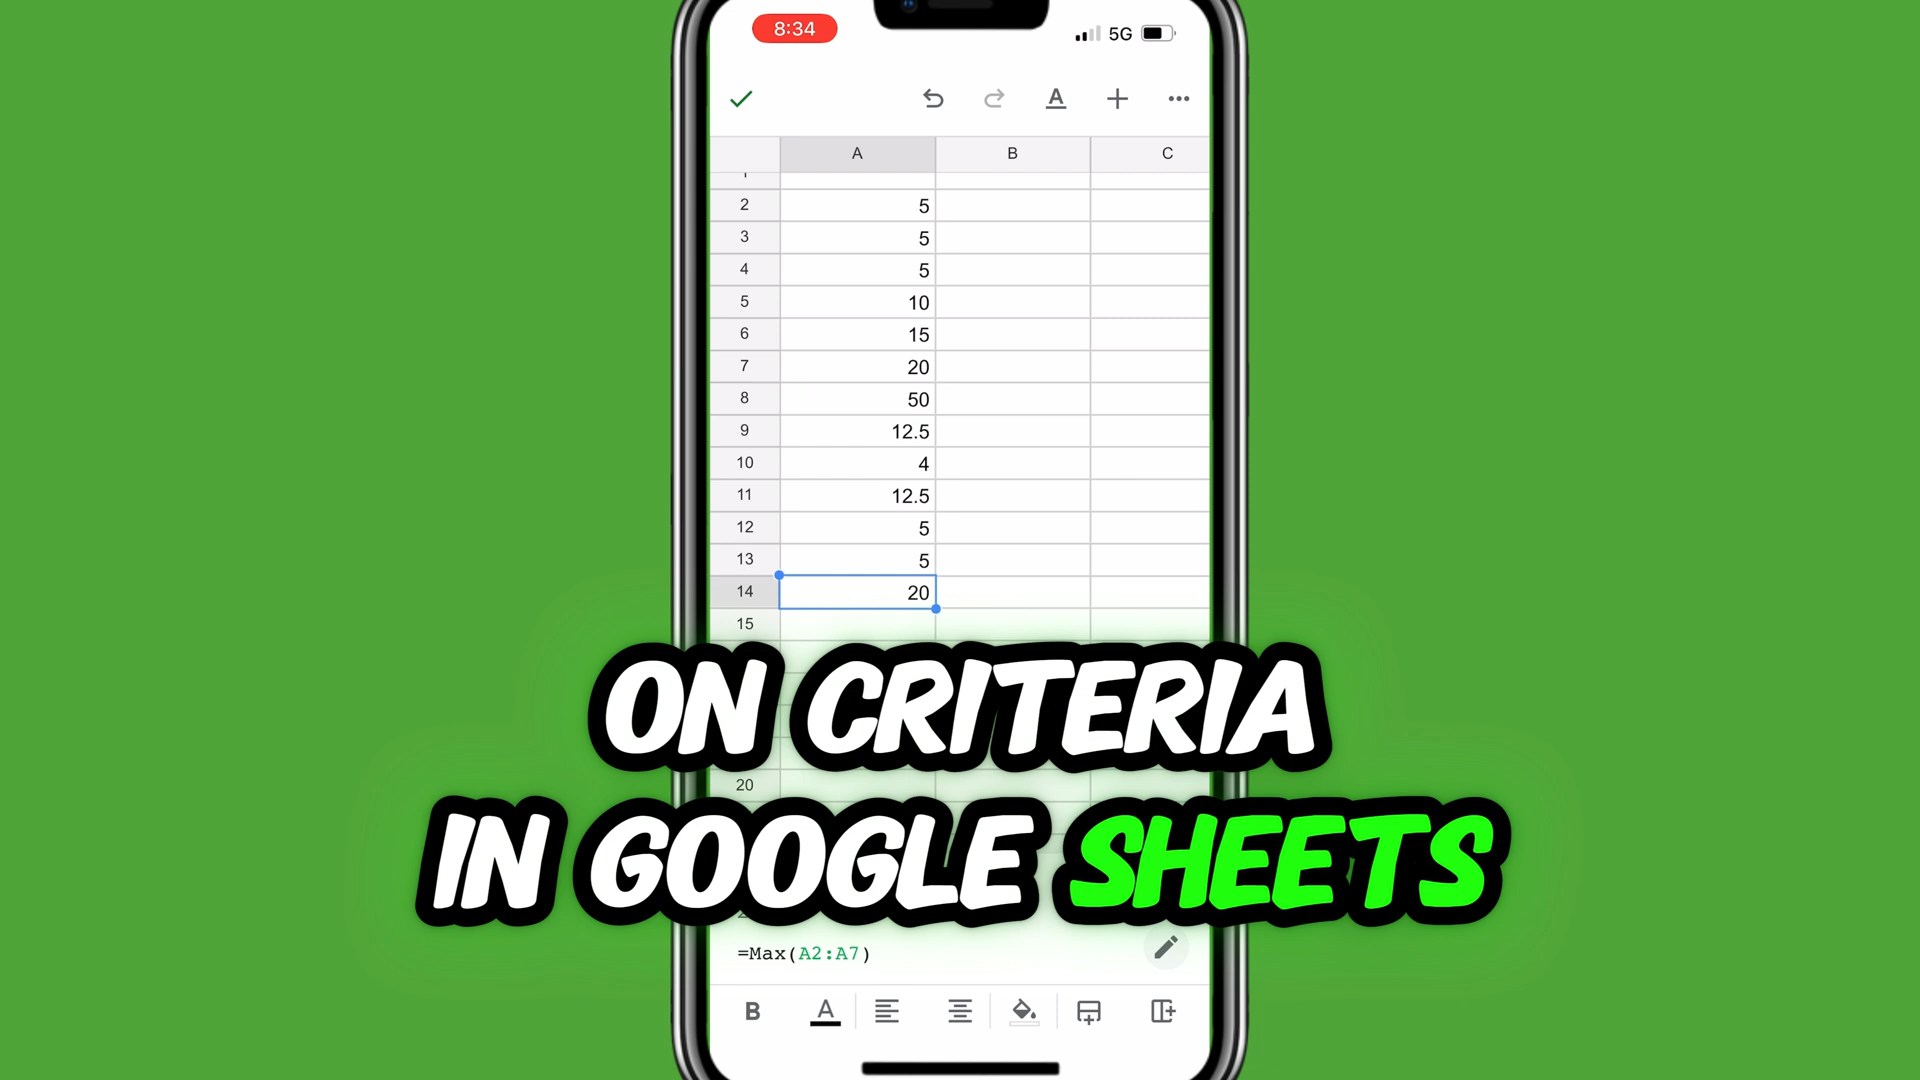 8:34
5G
A
A B C
2 5
3 5
4 5
5 10
6 15
7 20
8 50
9 12.5
10 4
11 12.5
12 5
13 5
14 20
15
ON CRITERIA
20
IN GOOGLE SHEETS
=Max(A2:A7)
B A